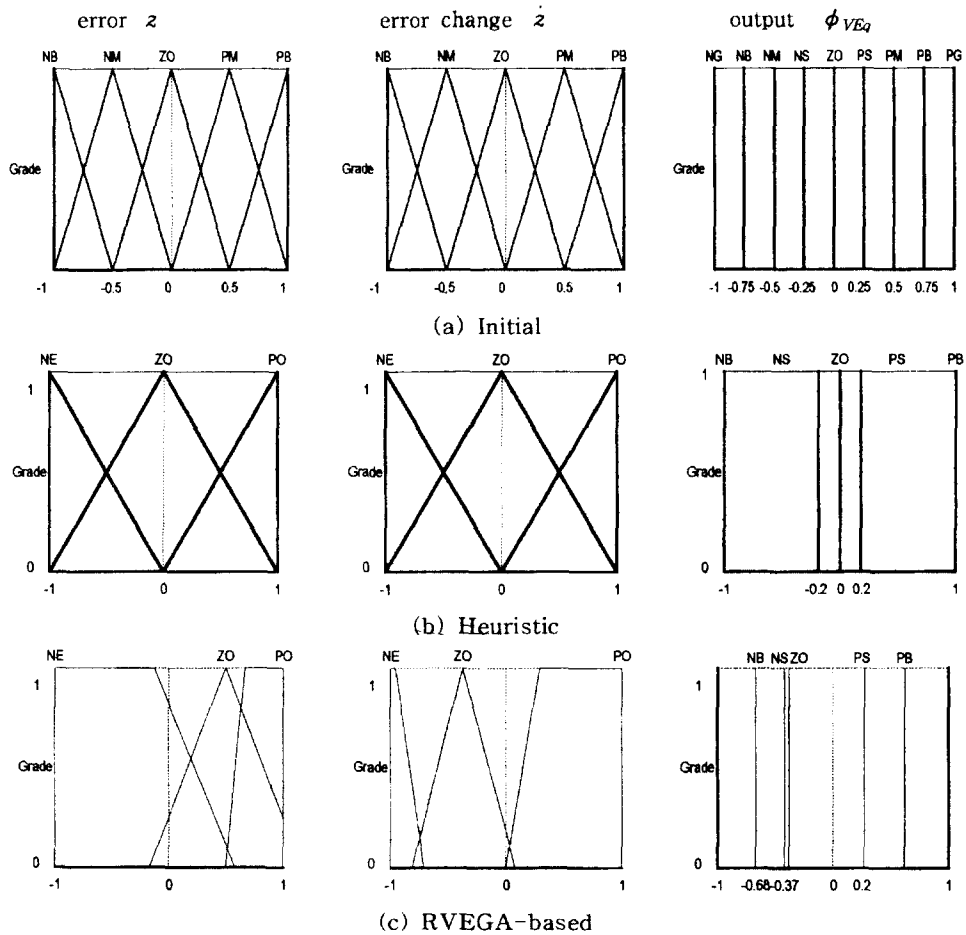 error z error change ż output ϕVEq
NB NM ZO PM PB NB NM ZO PM PB NG NB NM NS ZO PS PM PB PG
Grade Grade Grade
-1 -0.5 0 0.5 1 -1 -0.5 0 0.5 1 -1 -0.75 -0.5 -0.25 0 0.25 0.5 0.75 1
(a) Initial
NE ZO PO NE ZO PO NB NS ZO PS PB
1 1 1
Grade Grade Grade
0 0 0
-1 0 1 -1 0 1 -1 -0.2 0 0.2 1
(b) Heuristic
NE ZO PO NE ZO PO NB NS ZO PS PB
1 1 1
Grade Grade Grade
0 0 0
-1 0 1 -1 0 1 -1 -0.68-0.37 0 0.2 1
(c) RVEGA-based